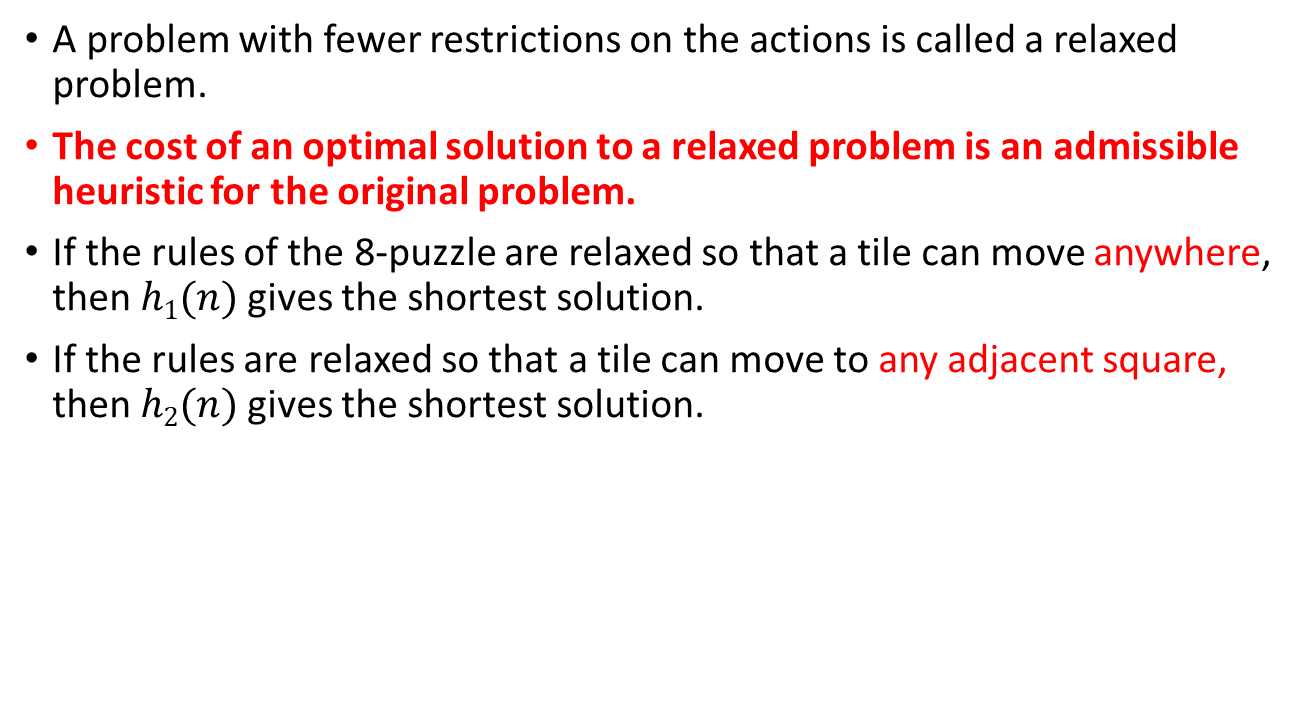 • A problem with fewer restrictions on the actions is called a relaxed
problem.
• The cost of an optimal solution to a relaxed problem is an admissible
heuristic for the original problem.
• If the rules of the 8-puzzle are relaxed so that a tile can move anywhere,
then ℎ₁(𝑛) gives the shortest solution.
• If the rules are relaxed so that a tile can move to any adjacent square,
then ℎ₂(𝑛) gives the shortest solution.